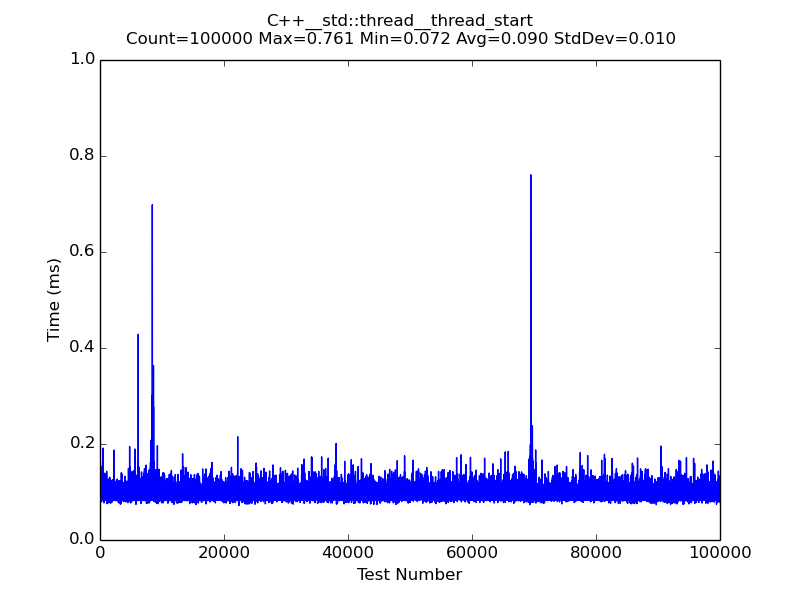 C++__std::thread__thread_start
Count=100000 Max=0.761 Min=0.072 Avg=0.090 StdDev=0.010
1.0
0.8
0.6
0.4
0.2
0.0
Time (ms)
0 20000 40000 60000 80000 100000
Test Number